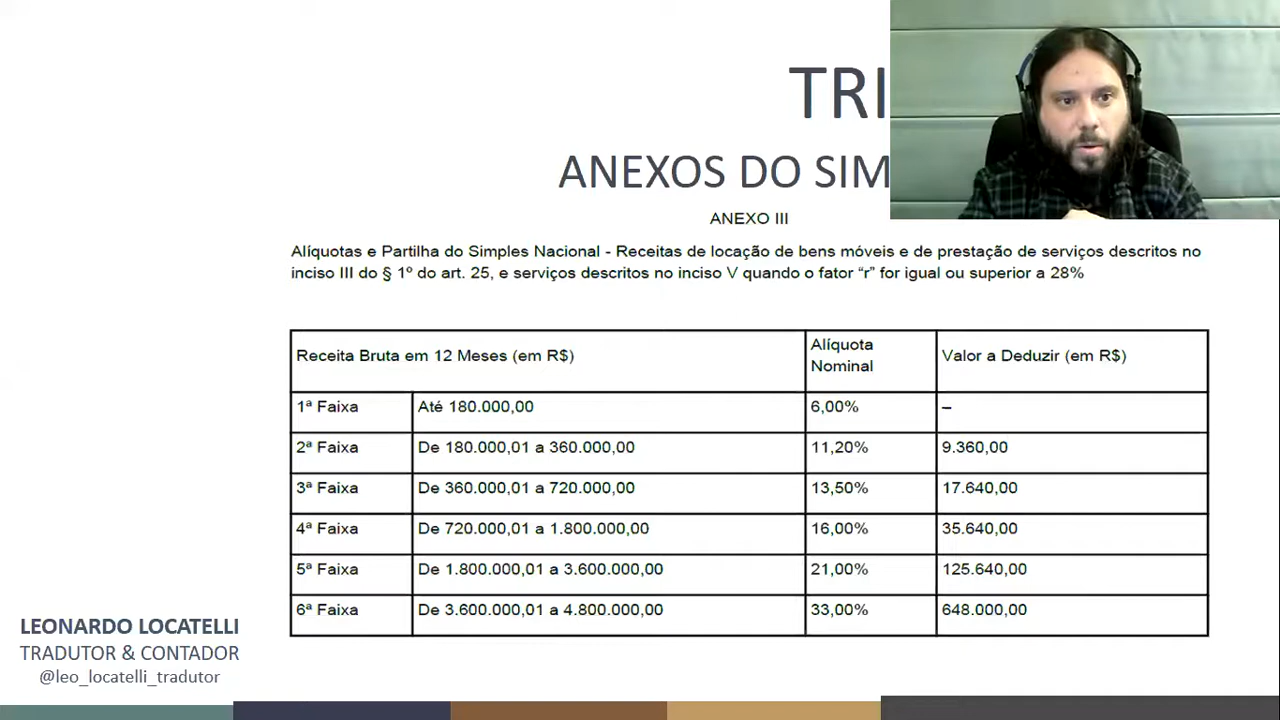 TRI
ANEXOS DO SIM
ANEXO III
Alíquotas e Partilha do Simples Nacional - Receitas de locação de bens móveis e de prestação de serviços descritos no
inciso III do § 1º do art. 25, e serviços descritos no inciso V quando o fator “r” for igual ou superior a 28%
Receita Bruta em 12 Meses (em R$) Alíquota Nominal Valor a Deduzir (em R$)
1ª Faixa Até 180.000,00 6,00% –
2ª Faixa De 180.000,01 a 360.000,00 11,20% 9.360,00
3ª Faixa De 360.000,01 a 720.000,00 13,50% 17.640,00
4ª Faixa De 720.000,01 a 1.800.000,00 16,00% 35.640,00
5ª Faixa De 1.800.000,01 a 3.600.000,00 21,00% 125.640,00
6ª Faixa De 3.600.000,01 a 4.800.000,00 33,00% 648.000,00
LEONARDO LOCATELLI
TRADUTOR & CONTADOR
@leo_locatelli_tradutor